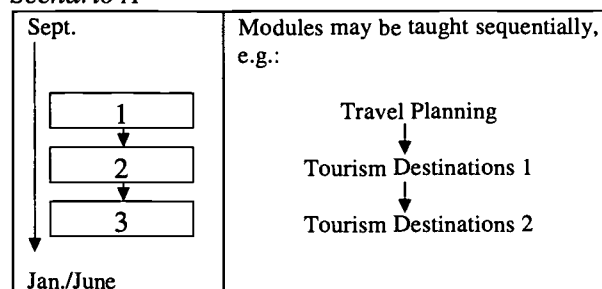 Sept.
1
2
3
Jan./June
Modules may be taught sequentially,
e.g.:
Travel Planning
Tourism Destinations 1
Tourism Destinations 2